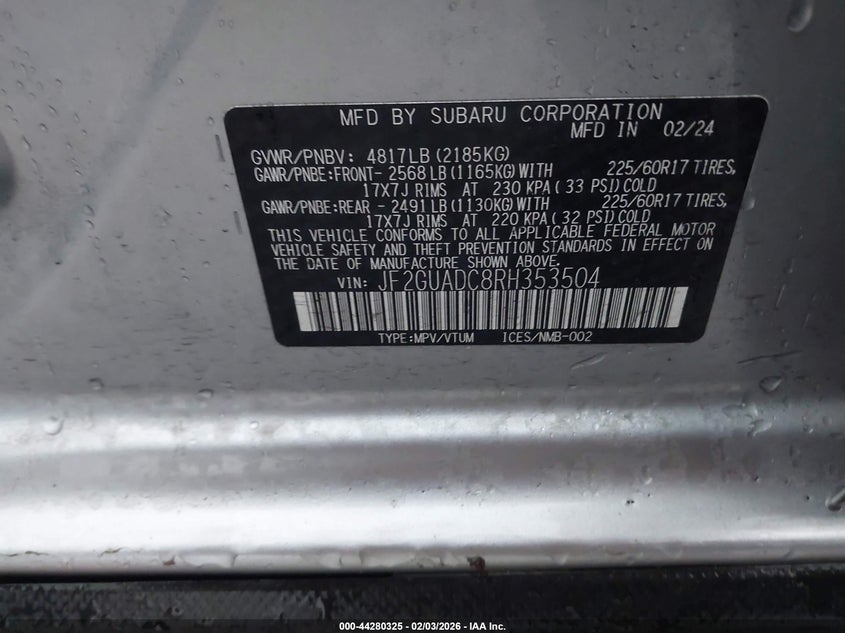 MFD BY SUBARU CORPORATION
MFD IN 02/24
GVWR/PNBV: 4817LB (2185KG)
GAWR/PNBE:FRONT- 2568 LB (1165KG) WITH 225/60R17 TIRES,
17X7J RIMS AT 230 KPA ( 33 PSI) COLD
GAWR/PNBE:REAR - 2491 LB (1130KG) WITH 225/60R17 TIRES,
17X7J RIMS AT 220 KPA ( 32 PSI) COLD
THIS VEHICLE CONFORMS TO ALL APPLICABLE FEDERAL MOTOR
VEHICLE SAFETY AND THEFT PREVENTION STANDARDS IN EFFECT ON
THE DATE OF MANUFACTURE SHOWN ABOVE.
VIN: JF2GUADC8RH353504
TYPE:MPV/VTUM ICES/NMB-002
000-44280325 - 02/03/2026 - IAA Inc.